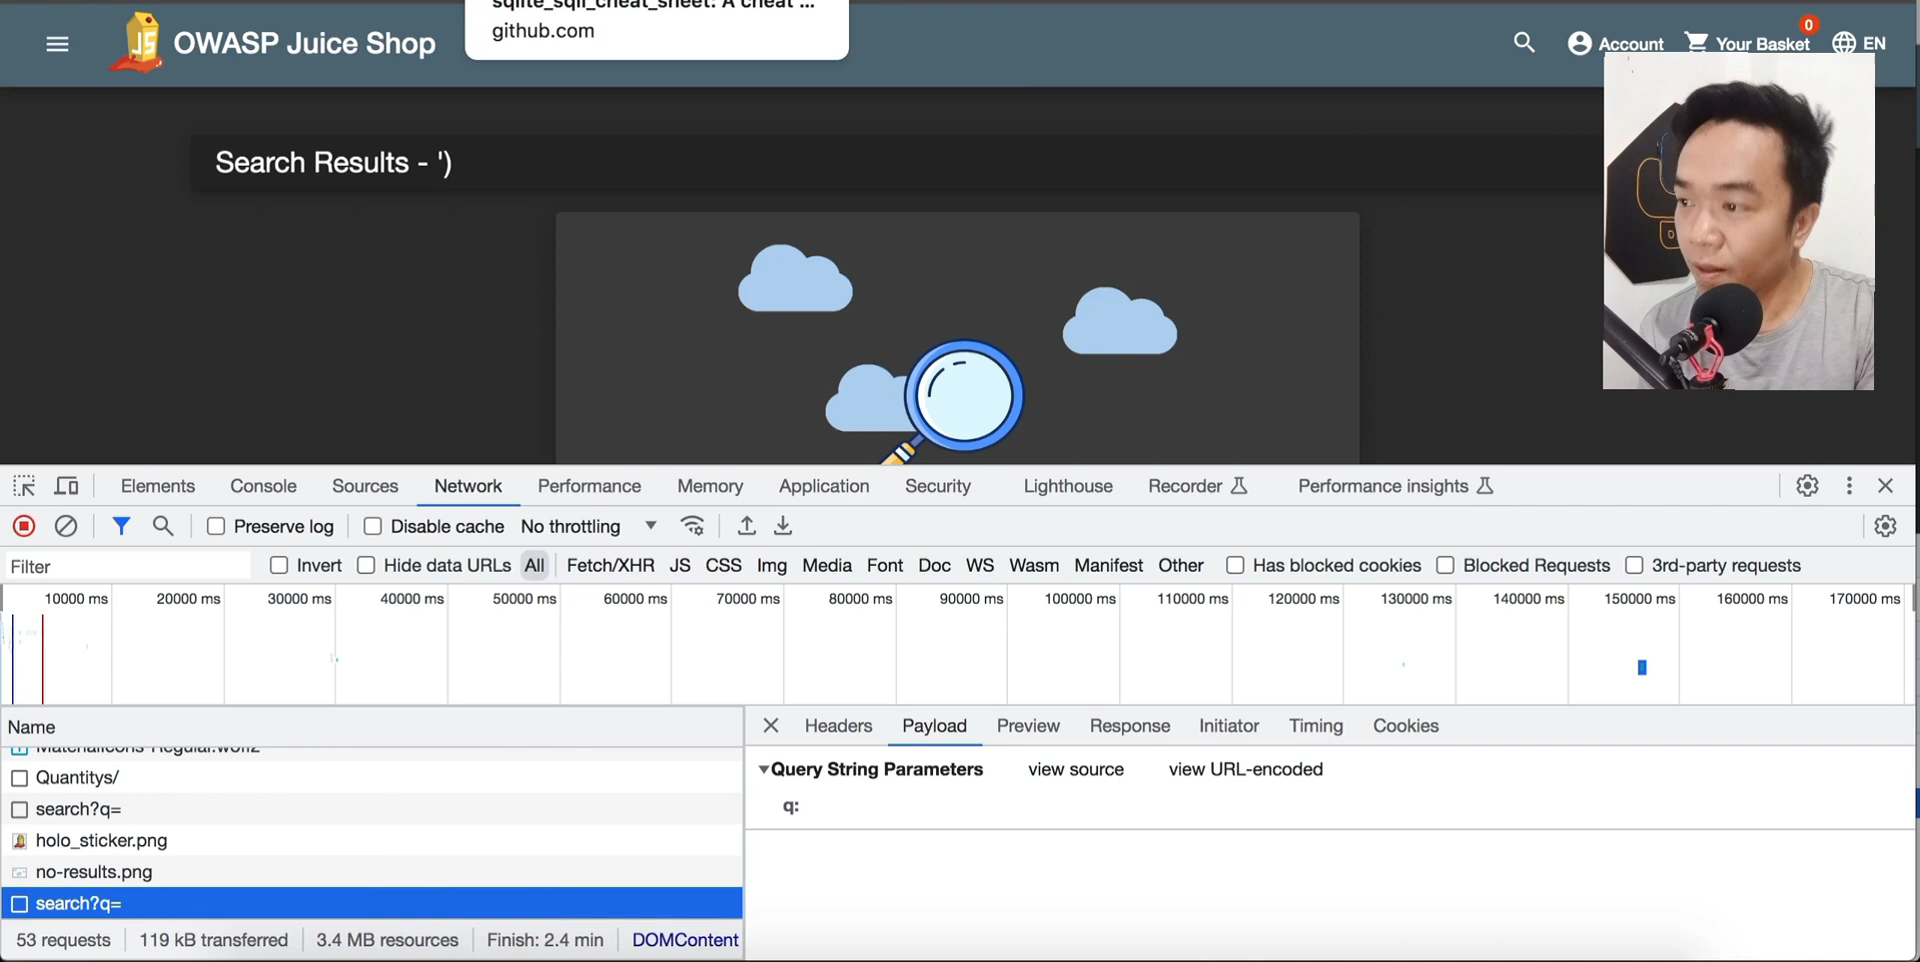 sqlite_sqli_cheat_sheet: A cheat ...
github.com
JS OWASP Juice Shop
0
Account Your Basket EN
Search Results - ')
Elements Console Sources Network Performance Memory Application Security Lighthouse Recorder Performance insights
Preserve log Disable cache No throttling
Filter Invert Hide data URLs All Fetch/XHR JS CSS Img Media Font Doc WS Wasm Manifest Other Has blocked cookies Blocked Requests 3rd-party requests
10000 ms 20000 ms 30000 ms 40000 ms 50000 ms 60000 ms 70000 ms 80000 ms 90000 ms 100000 ms 110000 ms 120000 ms 130000 ms 140000 ms 150000 ms 160000 ms 170000 ms
Name
Headers Payload Preview Response Initiator Timing Cookies
MaterialIcons-Regular.woff2
Query String Parameters view source view URL-encoded
Quantitys/
q:
search?q=
holo_sticker.png
no-results.png
search?q=
53 requests 119 kB transferred 3.4 MB resources Finish: 2.4 min DOMContent